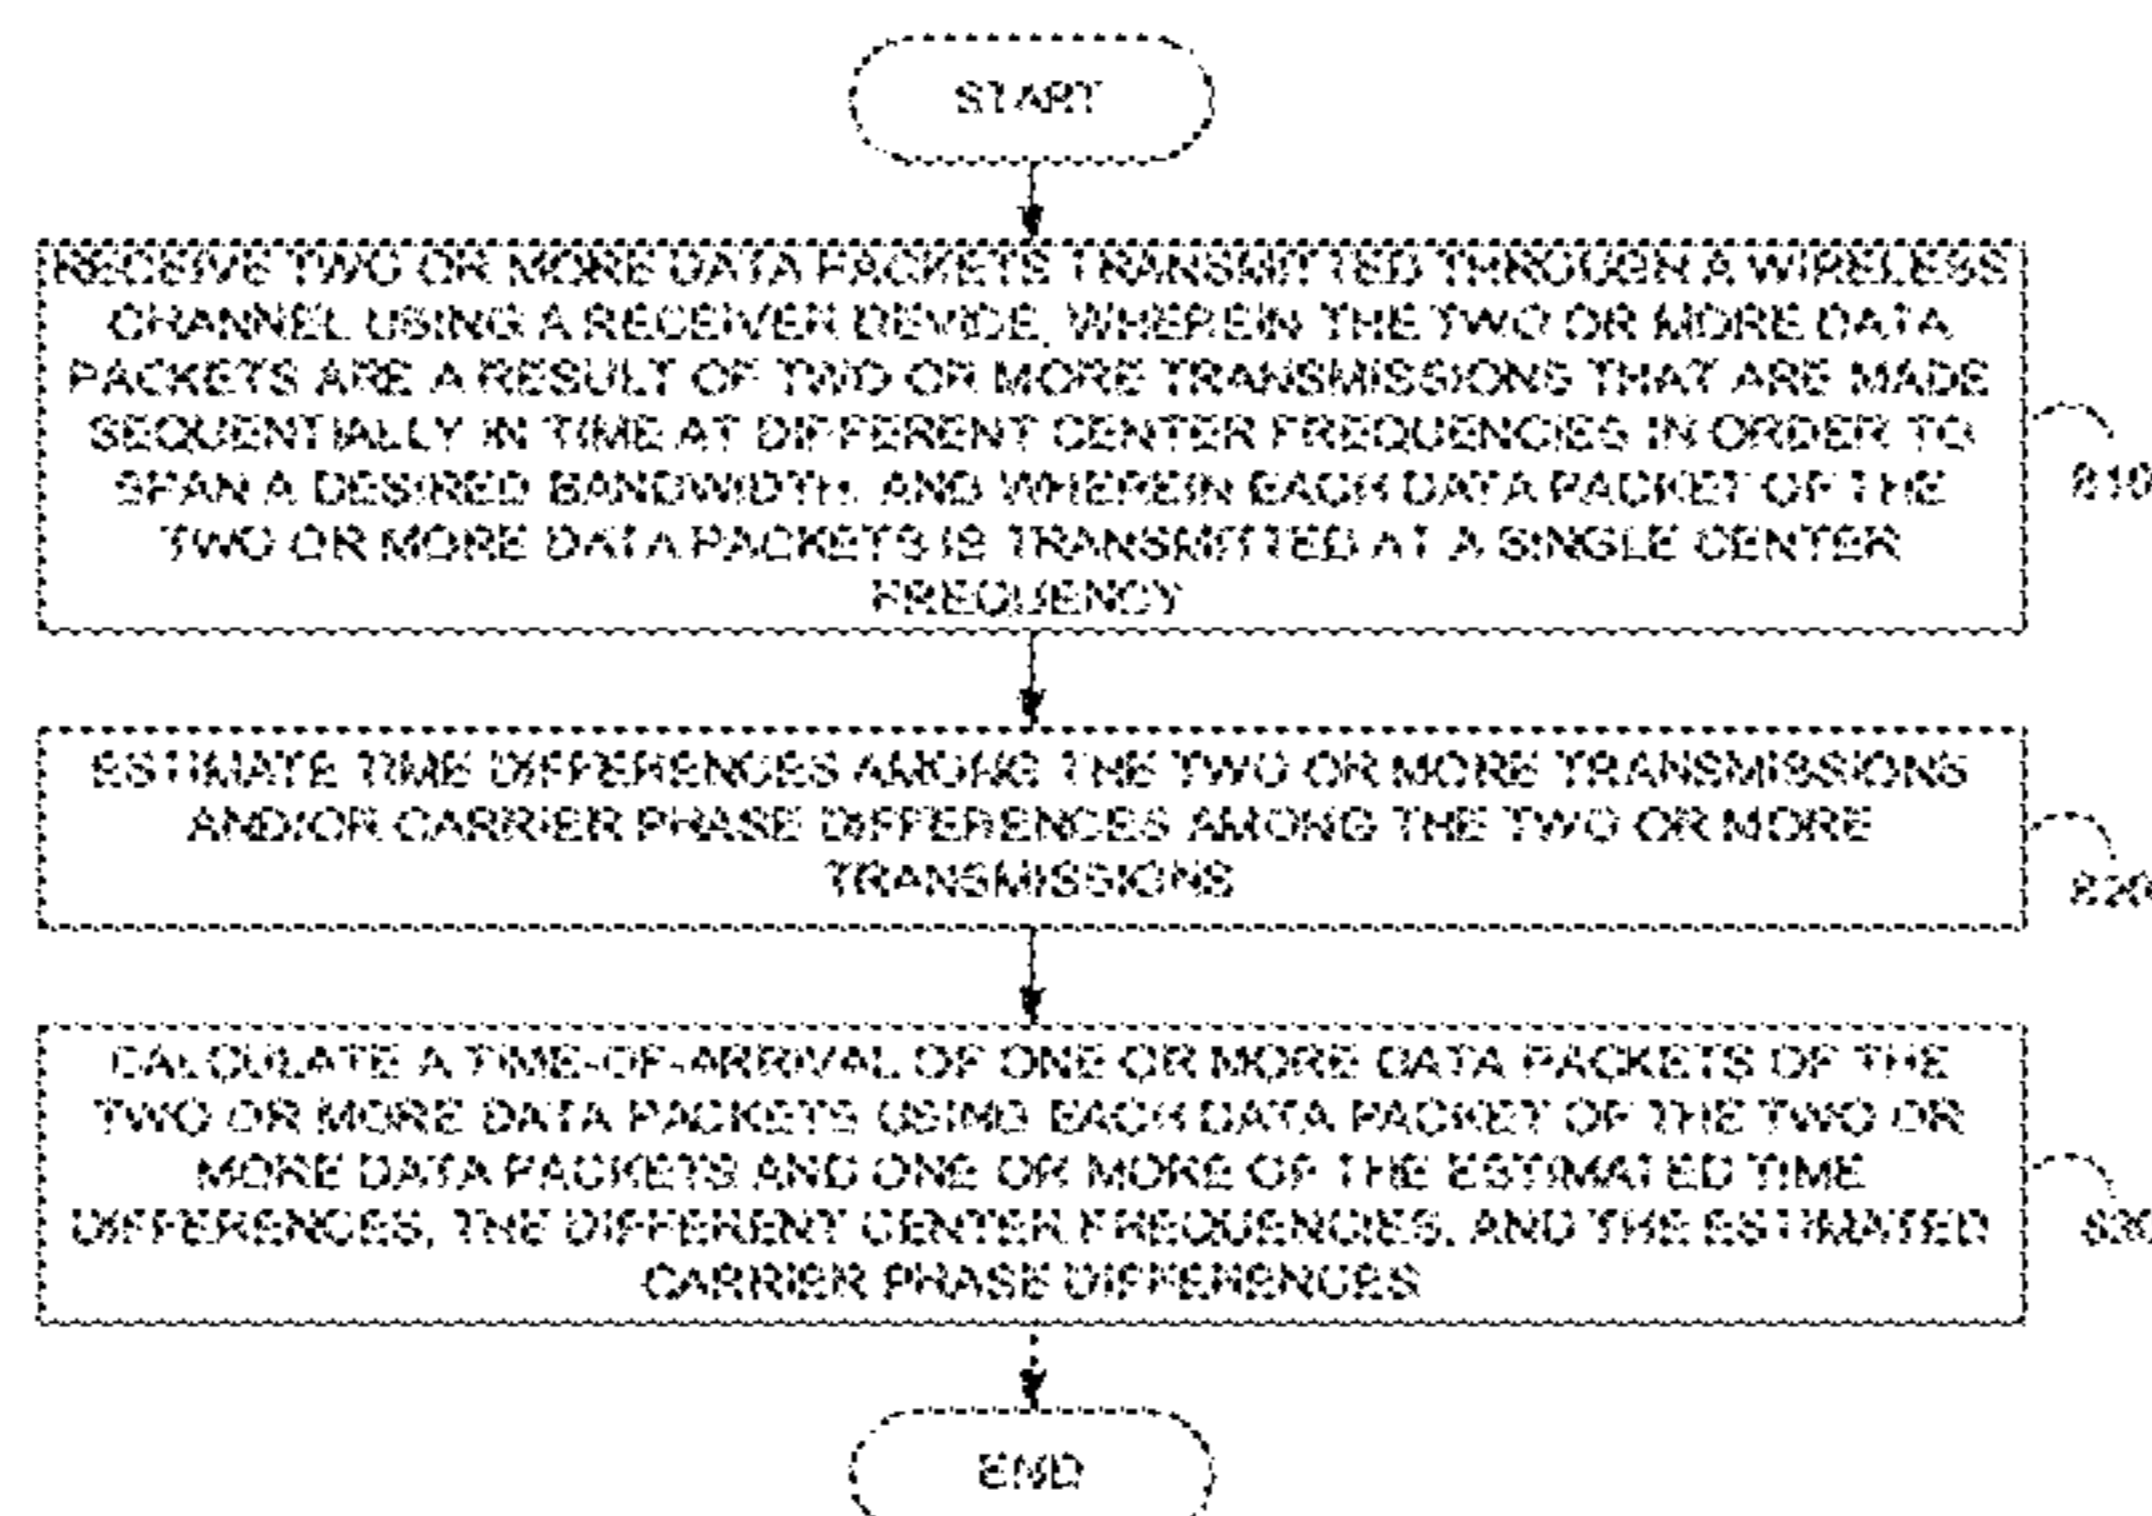 START
RECEIVE TWO OR MORE DATA PACKETS TRANSMITTED THROUGH A WIRELESS
CHANNEL USING A RECEIVER DEVICE, WHEREIN THE TWO OR MORE DATA
PACKETS ARE A RESULT OF TWO OR MORE TRANSMISSIONS THAT ARE MADE
SEQUENTIALLY IN TIME AT DIFFERENT CENTER FREQUENCIES IN ORDER TO
SPAN A DESIRED BANDWIDTH, AND WHEREIN EACH DATA PACKET OF THE
TWO OR MORE DATA PACKETS IS TRANSMITTED AT A SINGLE CENTER
FREQUENCY
810
ESTIMATE TIME DIFFERENCES AMONG THE TWO OR MORE TRANSMISSIONS
AND/OR CARRIER PHASE DIFFERENCES AMONG THE TWO OR MORE
TRANSMISSIONS
820
CALCULATE A TIME-OF-ARRIVAL OF ONE OR MORE DATA PACKETS OF THE
TWO OR MORE DATA PACKETS USING EACH DATA PACKET OF THE TWO OR
MORE DATA PACKETS AND ONE OR MORE OF THE ESTIMATED TIME
DIFFERENCES, THE DIFFERENT CENTER FREQUENCIES, AND THE ESTIMATED
CARRIER PHASE DIFFERENCES
830
END